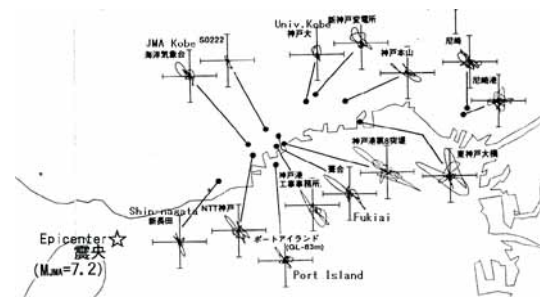 Univ.Kobe
神戸大
新神戸変電所
JMA Kobe
海洋気象台
S0222
神戸本山
尼崎
尼崎港
神戸港第8防堤
東神戸大橋
神戸港
工事事務所
葺合
Fukiai
Shin-nagata
新長田
NTT神戸
ポートアイランド
(GL-83m)
Port Island
Epicenter☆
震央
(MJMA=7.2)